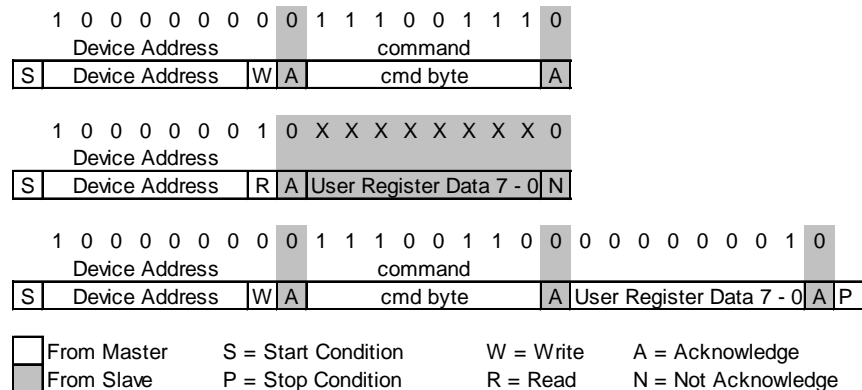 1 0 0 0 0 0 0 0 0 1 1 1 0 0 1 1 1 0
Device Address command
S Device Address W A cmd byte A
1 0 0 0 0 0 0 1 0 X X X X X X X X 0
Device Address
S Device Address R A User Register Data 7 - 0 N
1 0 0 0 0 0 0 0 0 1 1 1 0 0 1 1 0 0 0 0 0 0 0 0 0 1 0
Device Address command
S Device Address W A cmd byte A User Register Data 7 - 0 A P
From Master S = Start Condition W = Write A = Acknowledge
From Slave P = Stop Condition R = Read N = Not Acknowledge